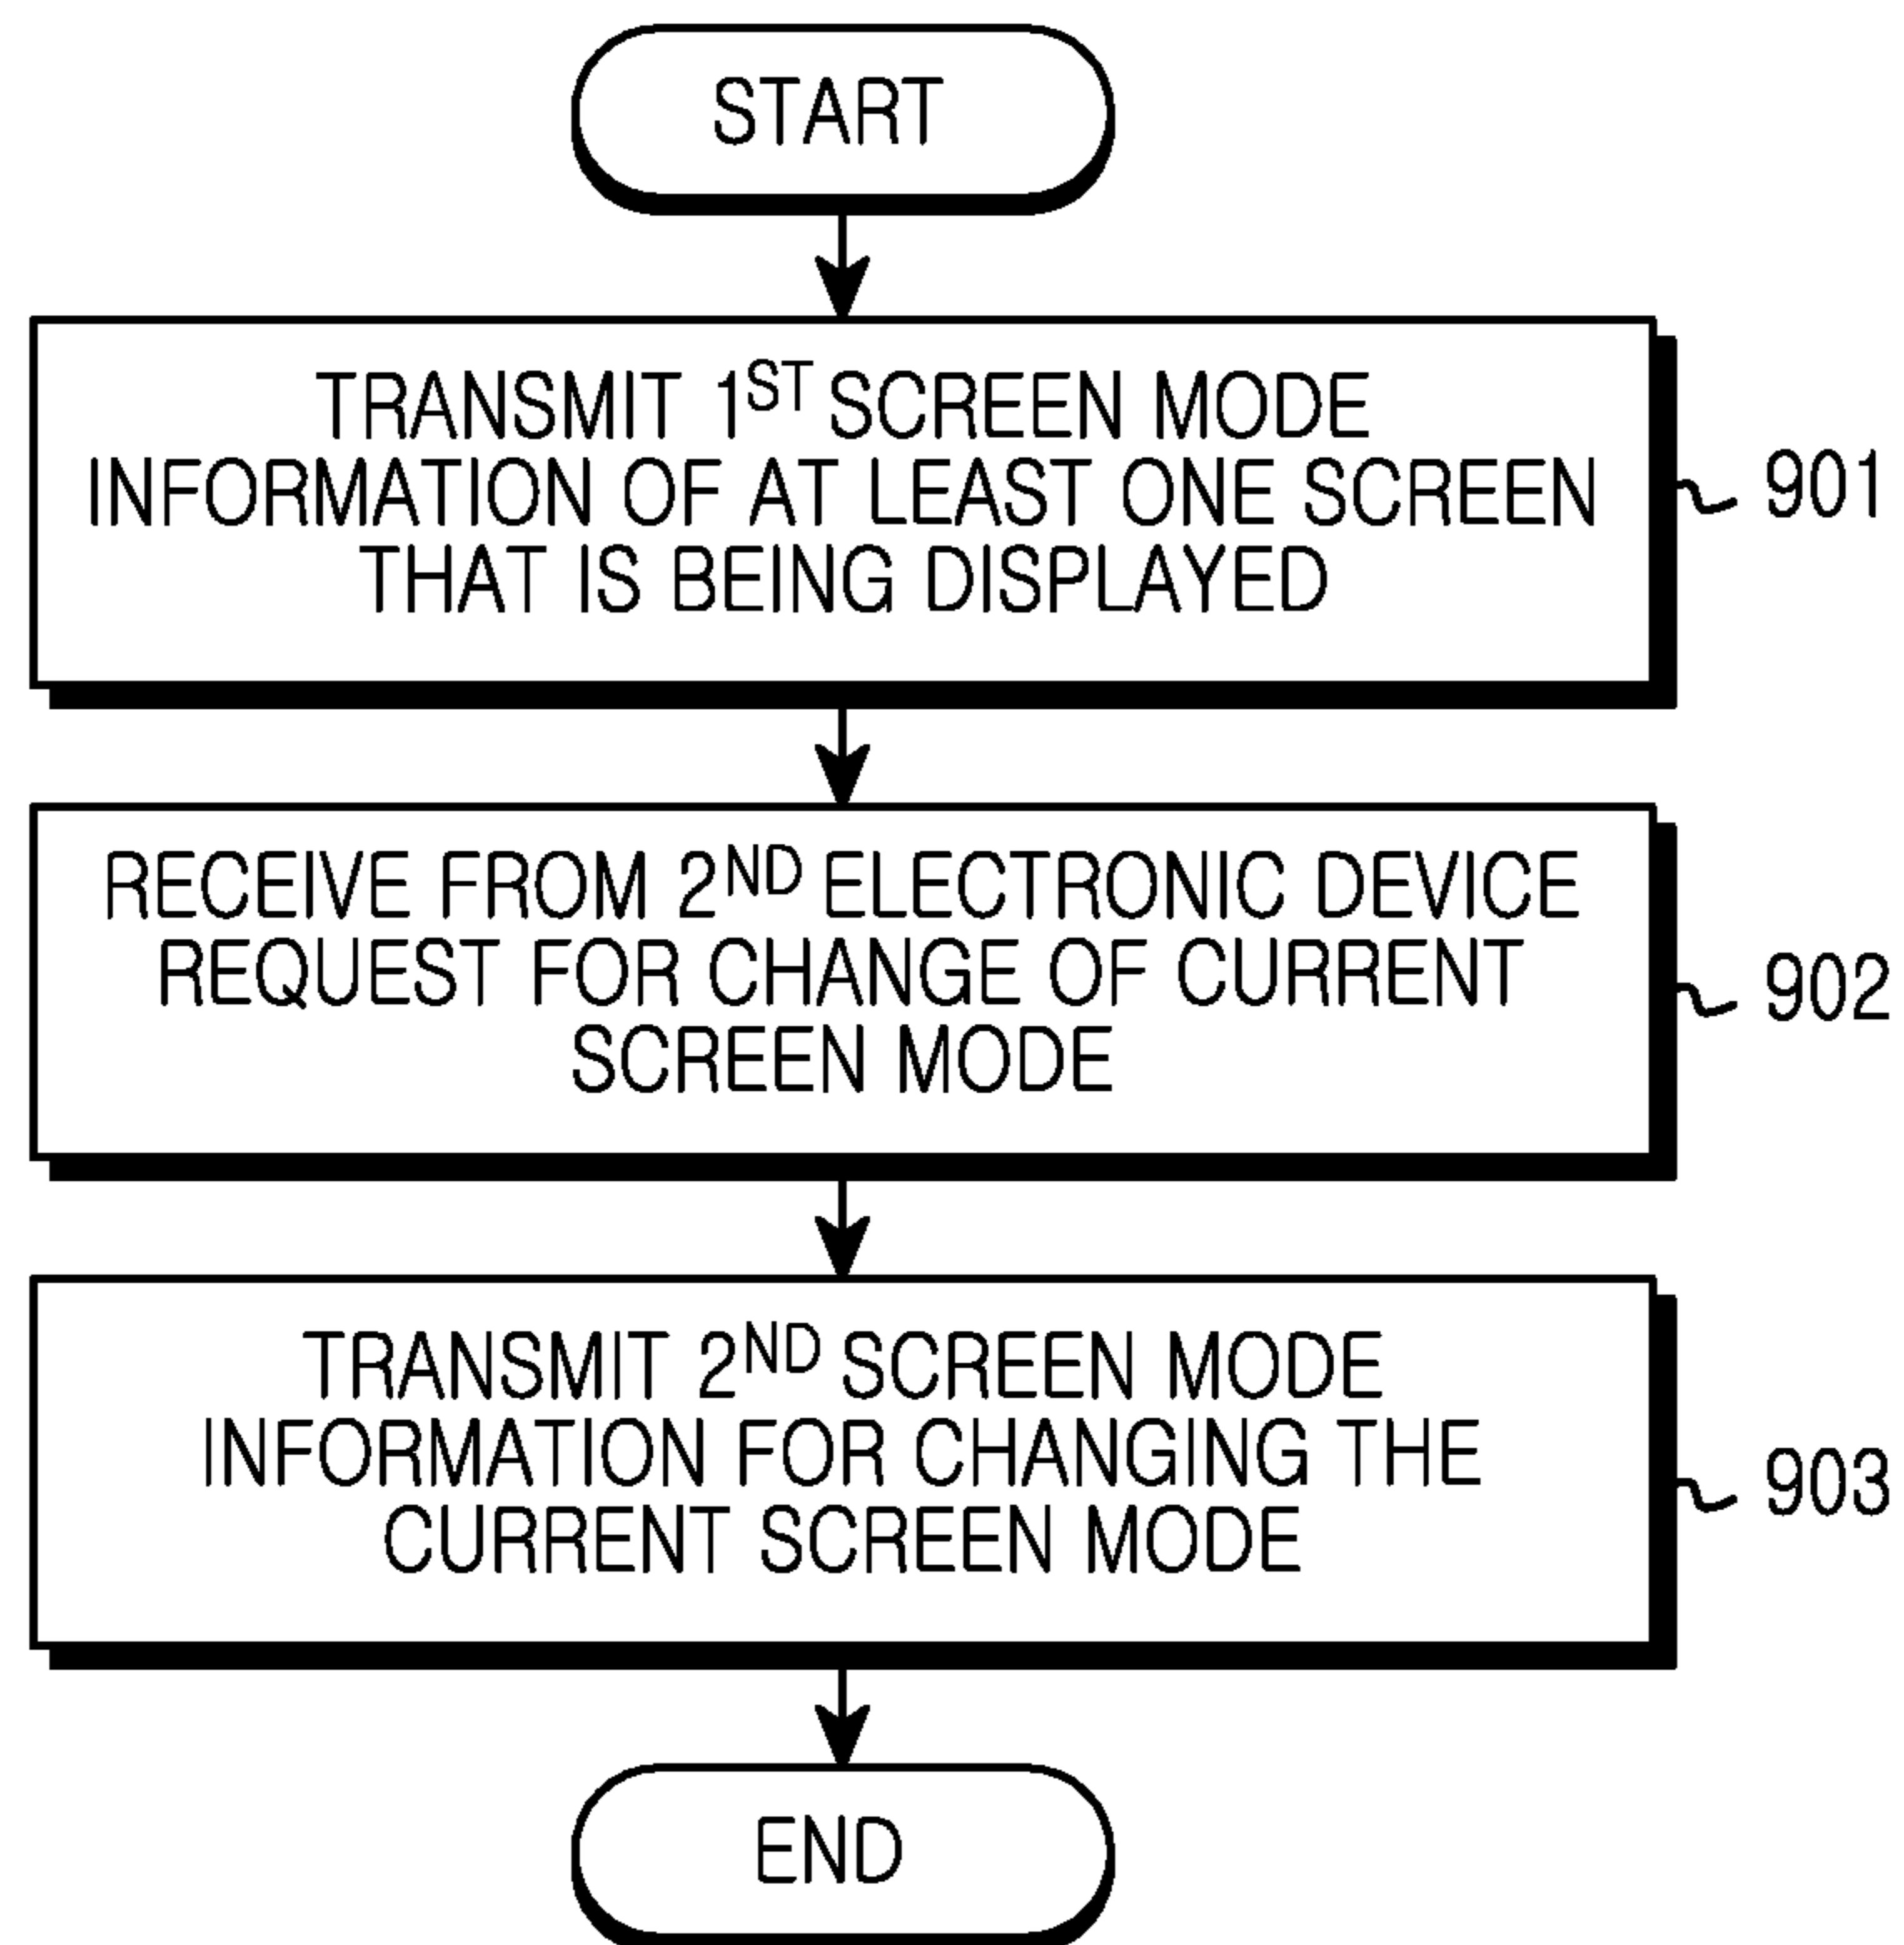 START
TRANSMIT 1ST SCREEN MODE
INFORMATION OF AT LEAST ONE SCREEN
THAT IS BEING DISPLAYED
901
RECEIVE FROM 2ND ELECTRONIC DEVICE
REQUEST FOR CHANGE OF CURRENT
SCREEN MODE
902
TRANSMIT 2ND SCREEN MODE
INFORMATION FOR CHANGING THE
CURRENT SCREEN MODE
903
END